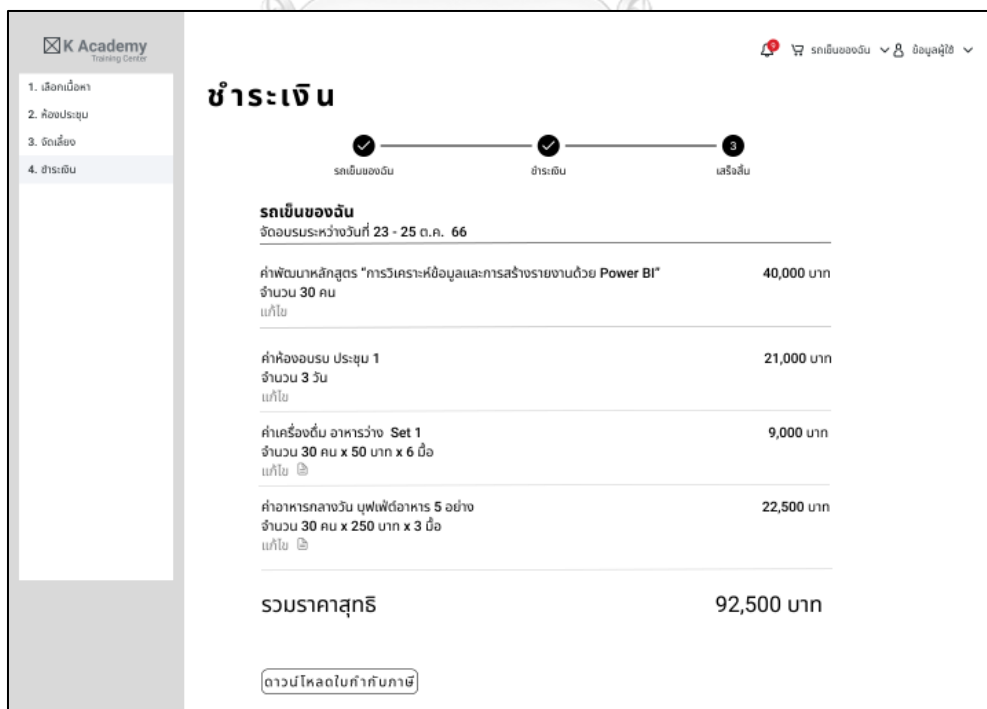 K Academy
Training Center
รถเข็นของฉัน
ข้อมูลผู้ใช้
1. เลือกเนื้อหา
2. ห้องประชุม
3. จัดเลี้ยง
4. ชำระเงิน
ชำระเงิน
3
รถเข็นของฉัน
ชำระเงิน
เสร็จสิ้น
รถเข็นของฉัน
จัดอบรมระหว่างวันที่ 23 - 25 ต.ค. 66
ค่าพัฒนาหลักสูตร “การวิเคราะห์ข้อมูลและการสร้างรายงานด้วย Power BI” 40,000 บาท
จำนวน 30 คน
แก้ไข
ค่าห้องอบรม ประชุม 1 21,000 บาท
จำนวน 3 วัน
แก้ไข
ค่าเครื่องดื่ม อาหารว่าง Set 1 9,000 บาท
จำนวน 30 คน x 50 บาท x 6 มื้อ
แก้ไข
ค่าอาหารกลางวัน บุฟเฟ่ต์อาหาร 5 อย่าง 22,500 บาท
จำนวน 30 คน x 250 บาท x 3 มื้อ
แก้ไข
รวมราคาสุทธิ 92,500 บาท
ดาวน์โหลดใบกำกับภาษี